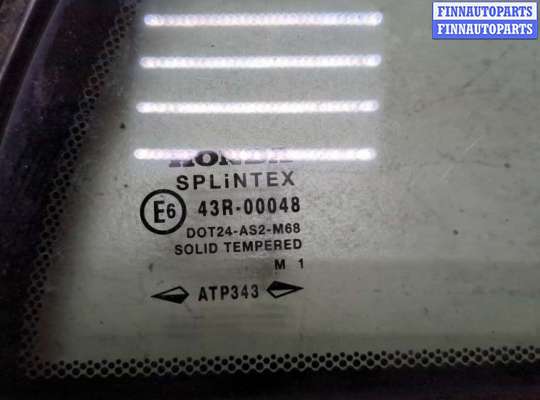 FINNAUTOPARTS
FINNAUTOPARTS
HONDA
SPLiNTEX
E6 43R-00048
DOT24-AS2-M68
SOLID TEMPERED
M 1
ATP343